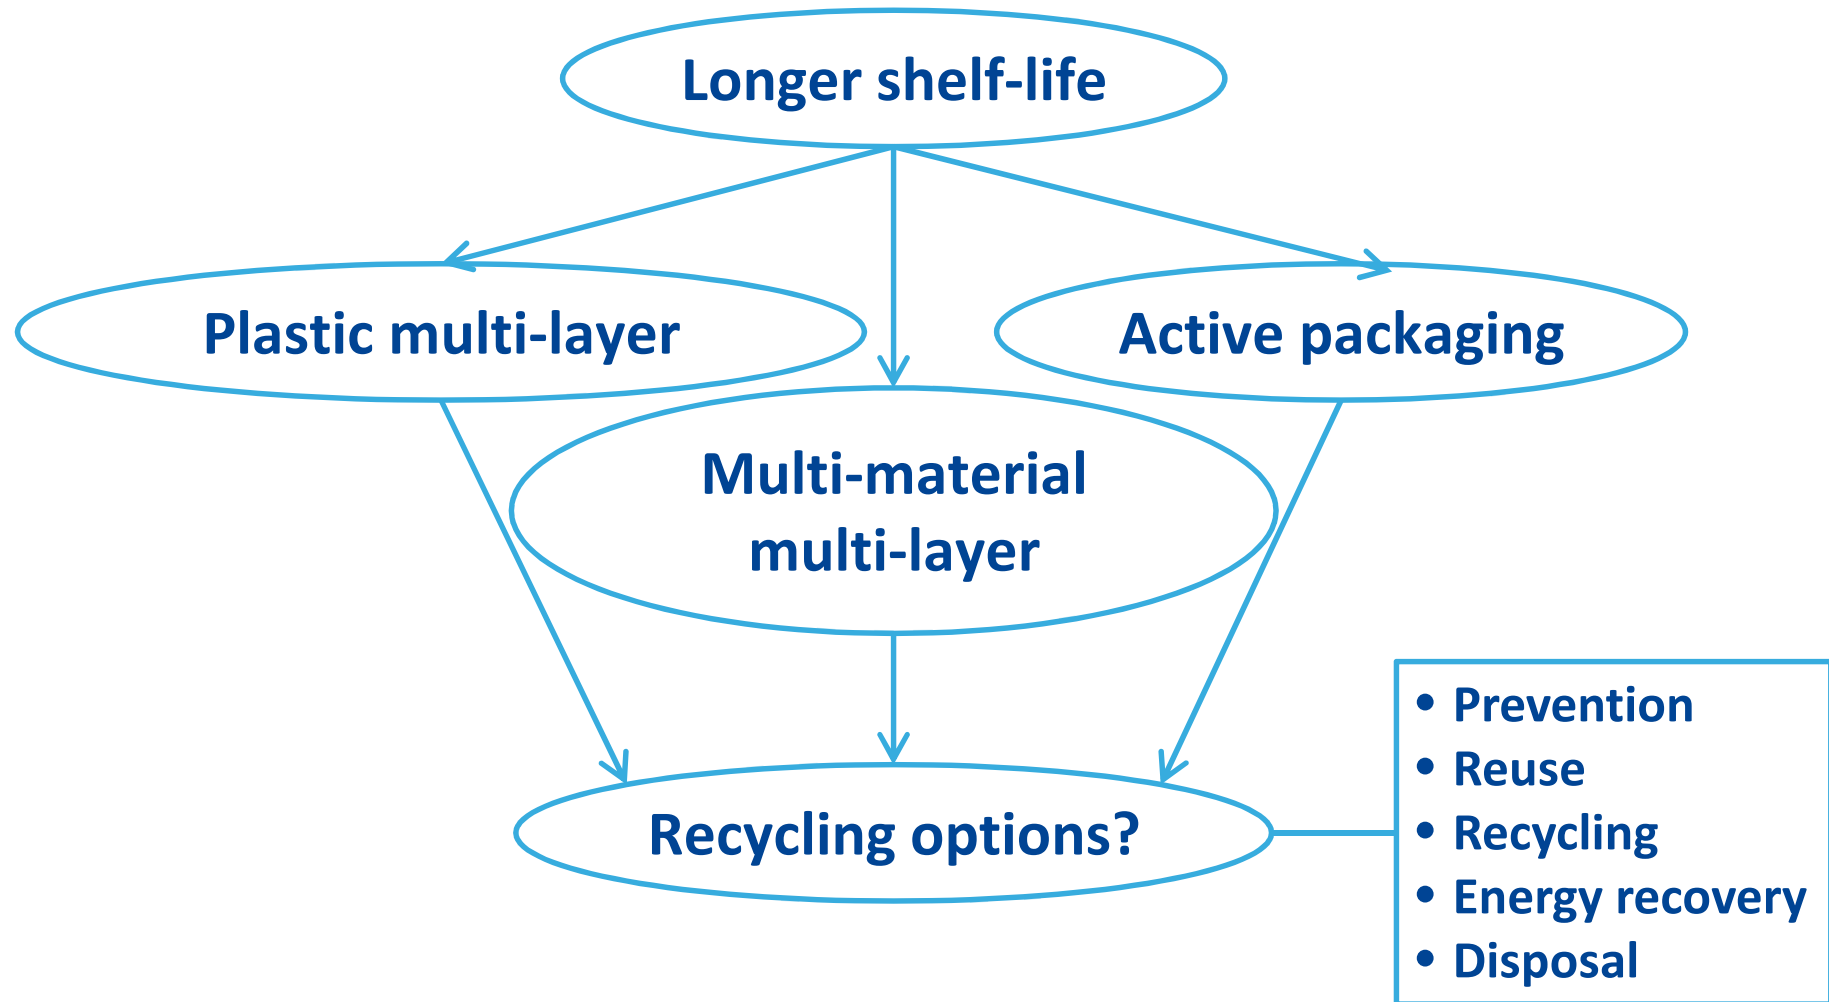 Longer shelf-life
Plastic multi-layer
Active packaging
Multi-material
multi-layer
Recycling options?
• Prevention
• Reuse
• Recycling
• Energy recovery
• Disposal